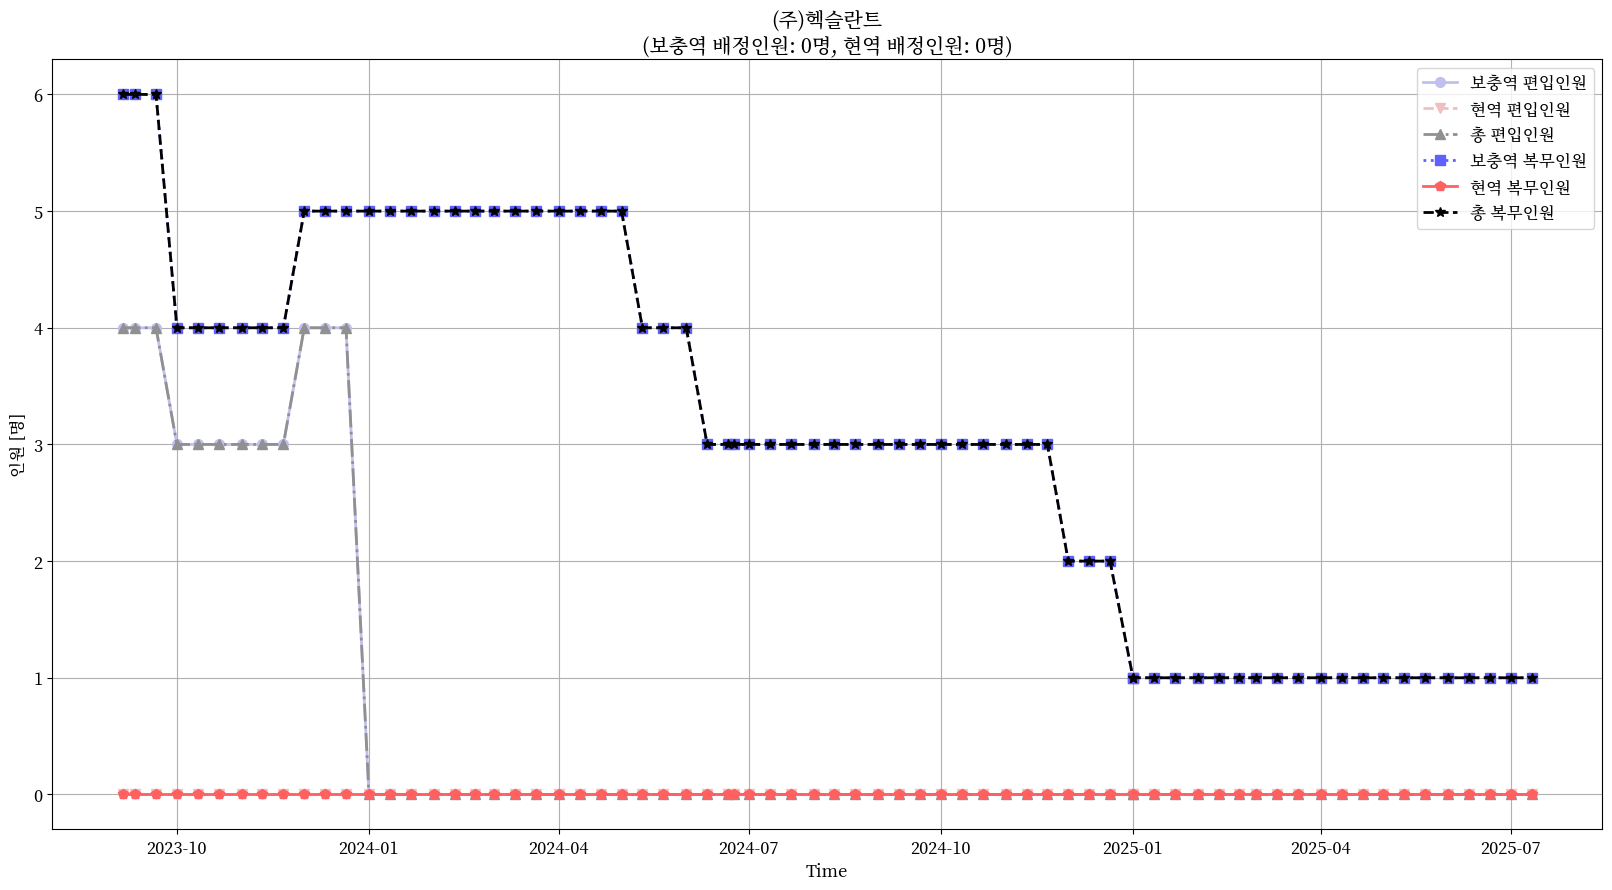 (주)헥슬란트
(보충역 배정인원: 0명, 현역 배정인원: 0명)
보충역 편입인원
현역 편입인원
총 편입인원
보충역 복무인원
현역 복무인원
총 복무인원
인원 [명]
6
5
4
3
2
1
0
2023-10
2024-01
2024-04
2024-07
2024-10
2025-01
2025-04
2025-07
Time